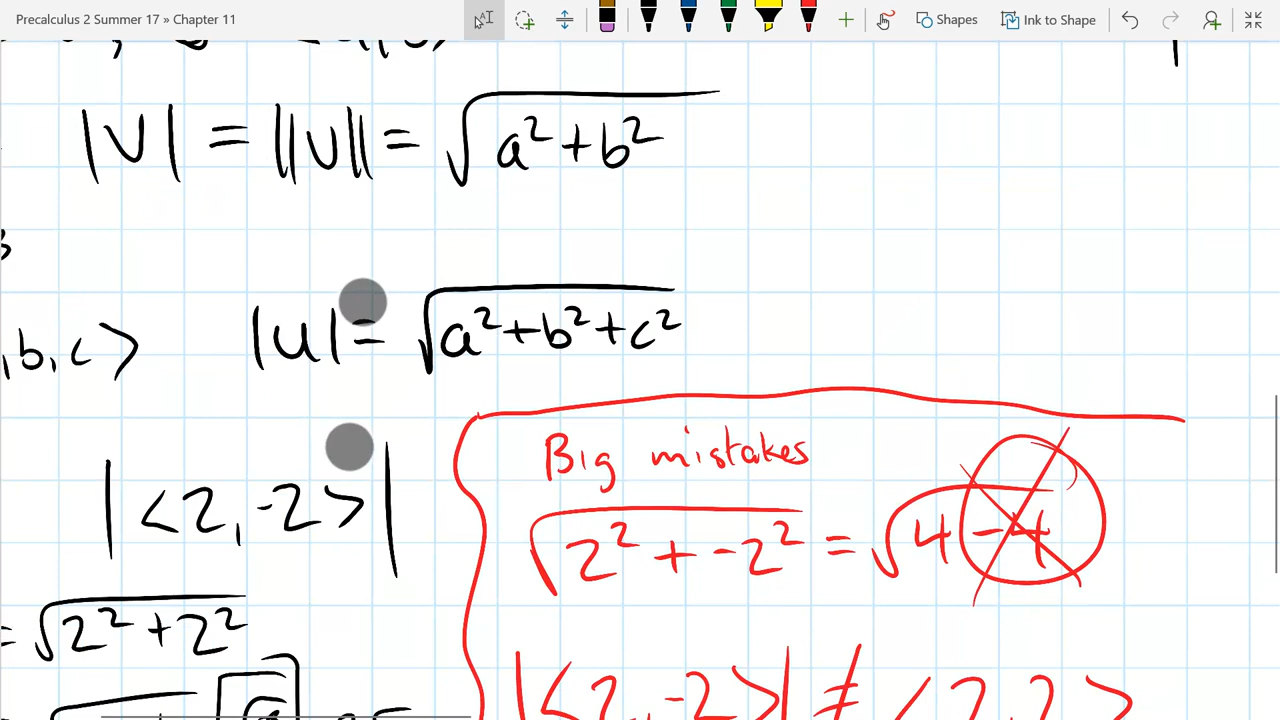 Precalculus 2 Summer 17 » Chapter 11
Shapes
Ink to Shape
|V| = ||V|| = √a²+b²
,b,c>
|u| = √a²+b²+c²
|<2,-2>|
= √2²+2²
Big mistakes
√2² + -2² = √4 -4
|<2,-2>| ≠ <2,2>